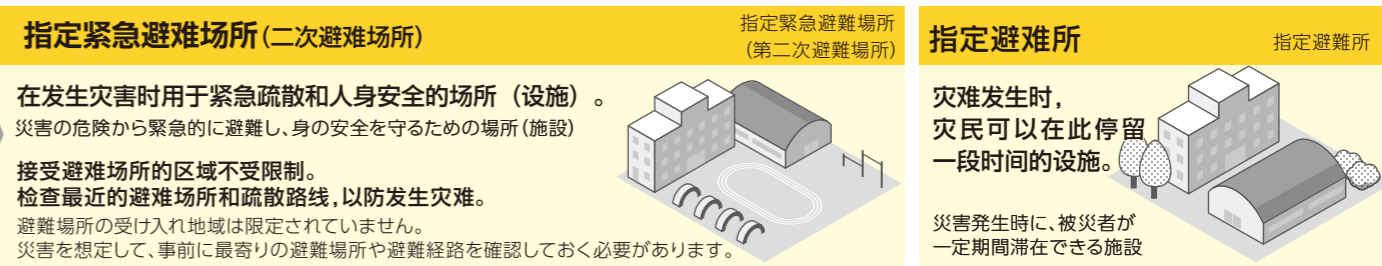 指定紧急避难场所(二次避难场所)
指定緊急避難場所
(第二次避難場所)
在发生灾害时用于紧急疏散和人身安全的场所（设施）。
災害の危険から緊急的に避難し、身の安全を守るための場所(施設)
接受避难场所的区域不受限制。
检查最近的避难场所和疏散路线,以防发生灾难。
避難場所の受け入れ地域は限定されていません。
災害を想定して、事前に最寄りの避難場所や避難経路を確認しておく必要があります。
指定避难所
指定避難所
灾难发生时,
灾民可以在此停留
一段时间的设施。
災害発生時に、被災者が
一定期間滞在できる施設